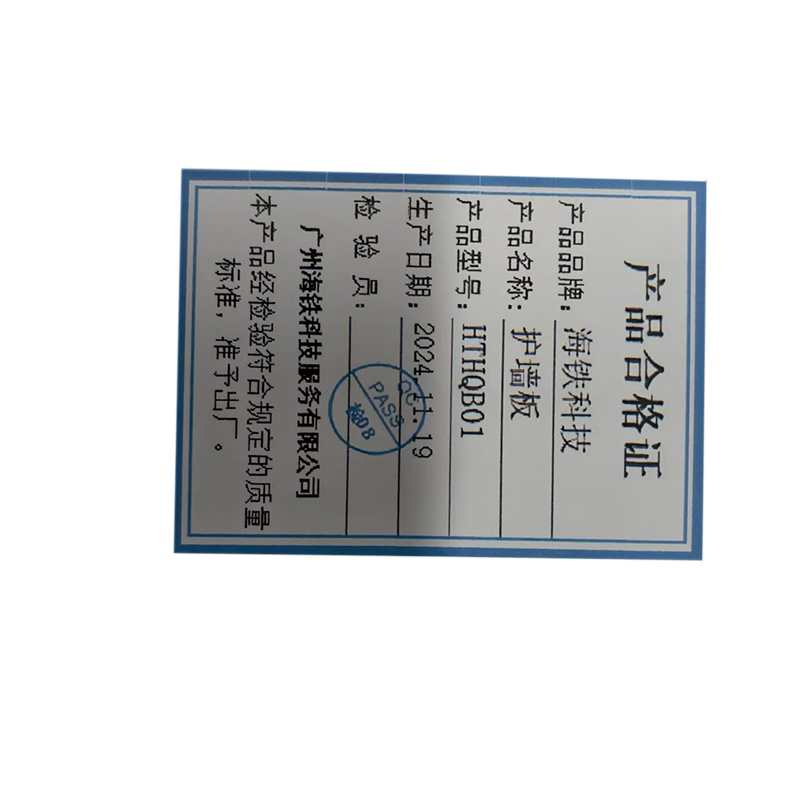 产品合格证
产品品牌：海铁科技
产品名称：护墙板
产品型号：HTHQB01
生产日期：2024.11.19
检验员：
QC
PASS
检08
广州海铁科技服务有限公司
本产品经检验符合规定的质量
标准，准予出厂。